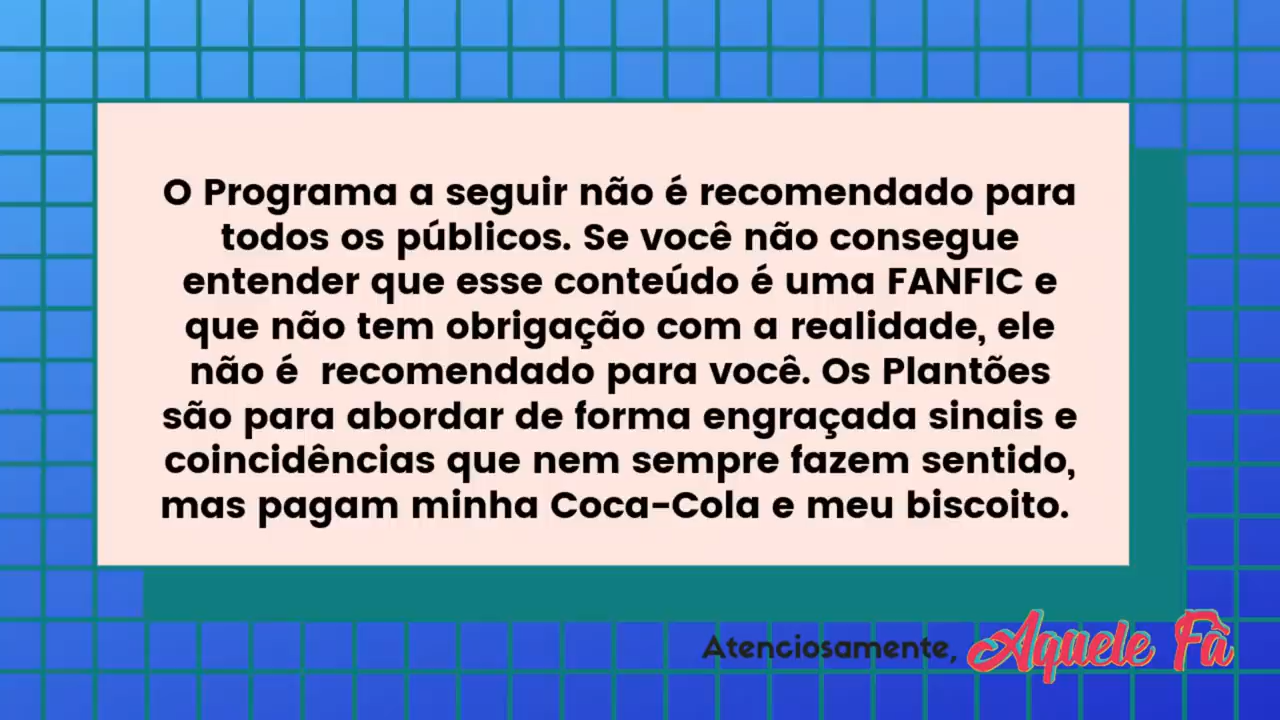 O Programa a seguir não é recomendado para
todos os públicos. Se você não consegue
entender que esse conteúdo é uma FANFIC e
que não tem obrigação com a realidade, ele
não é  recomendado para você. Os Plantões
são para abordar de forma engraçada sinais e
coincidências que nem sempre fazem sentido,
mas pagam minha Coca-Cola e meu biscoito.
Atenciosamente, Aquele Fã